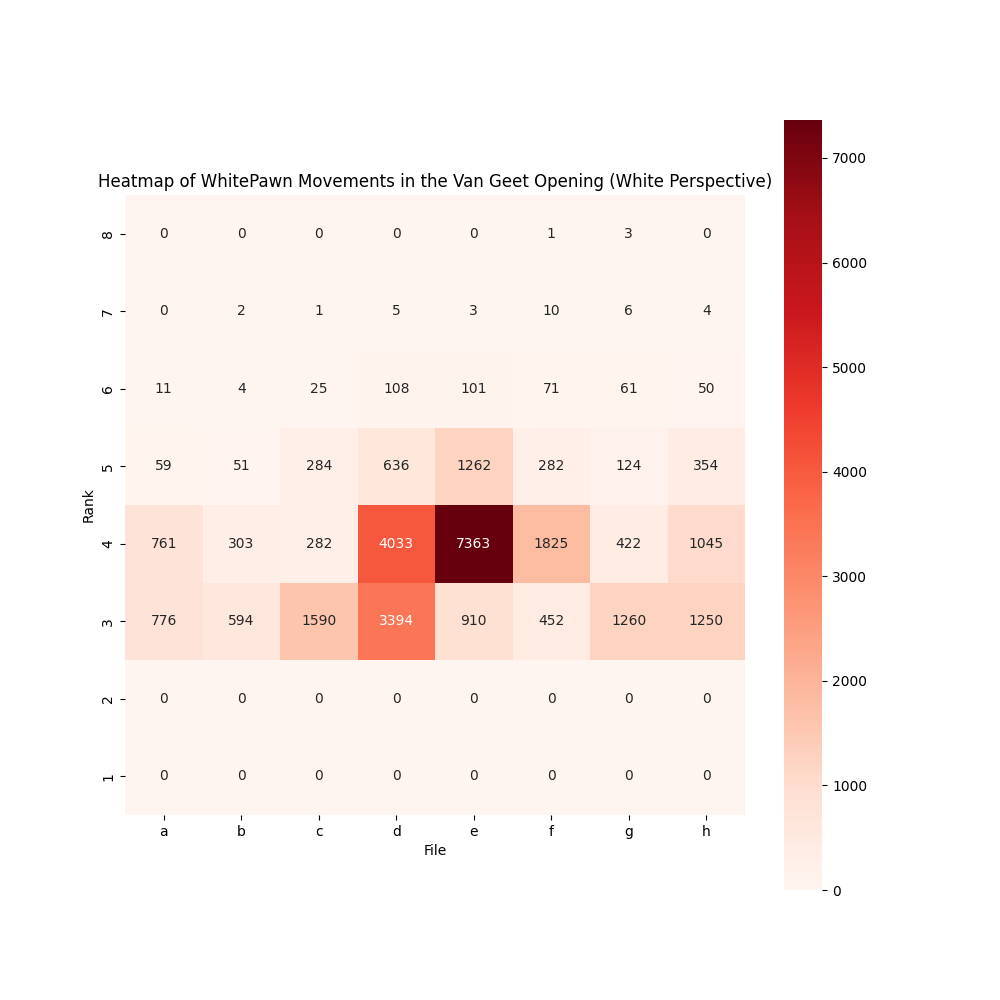 Heatmap of WhitePawn Movements in the Van Geet Opening (White Perspective)
8 0 0 0 0 0 1 3 0
7 0 2 1 5 3 10 6 4
6 11 4 25 108 101 71 61 50
5 59 51 284 636 1262 282 124 354
4 761 303 282 4033 7363 1825 422 1045
3 776 594 1590 3394 910 452 1260 1250
2 0 0 0 0 0 0 0 0
1 0 0 0 0 0 0 0 0
a b c d e f g h
File
Rank
7000
6000
5000
4000
3000
2000
1000
0